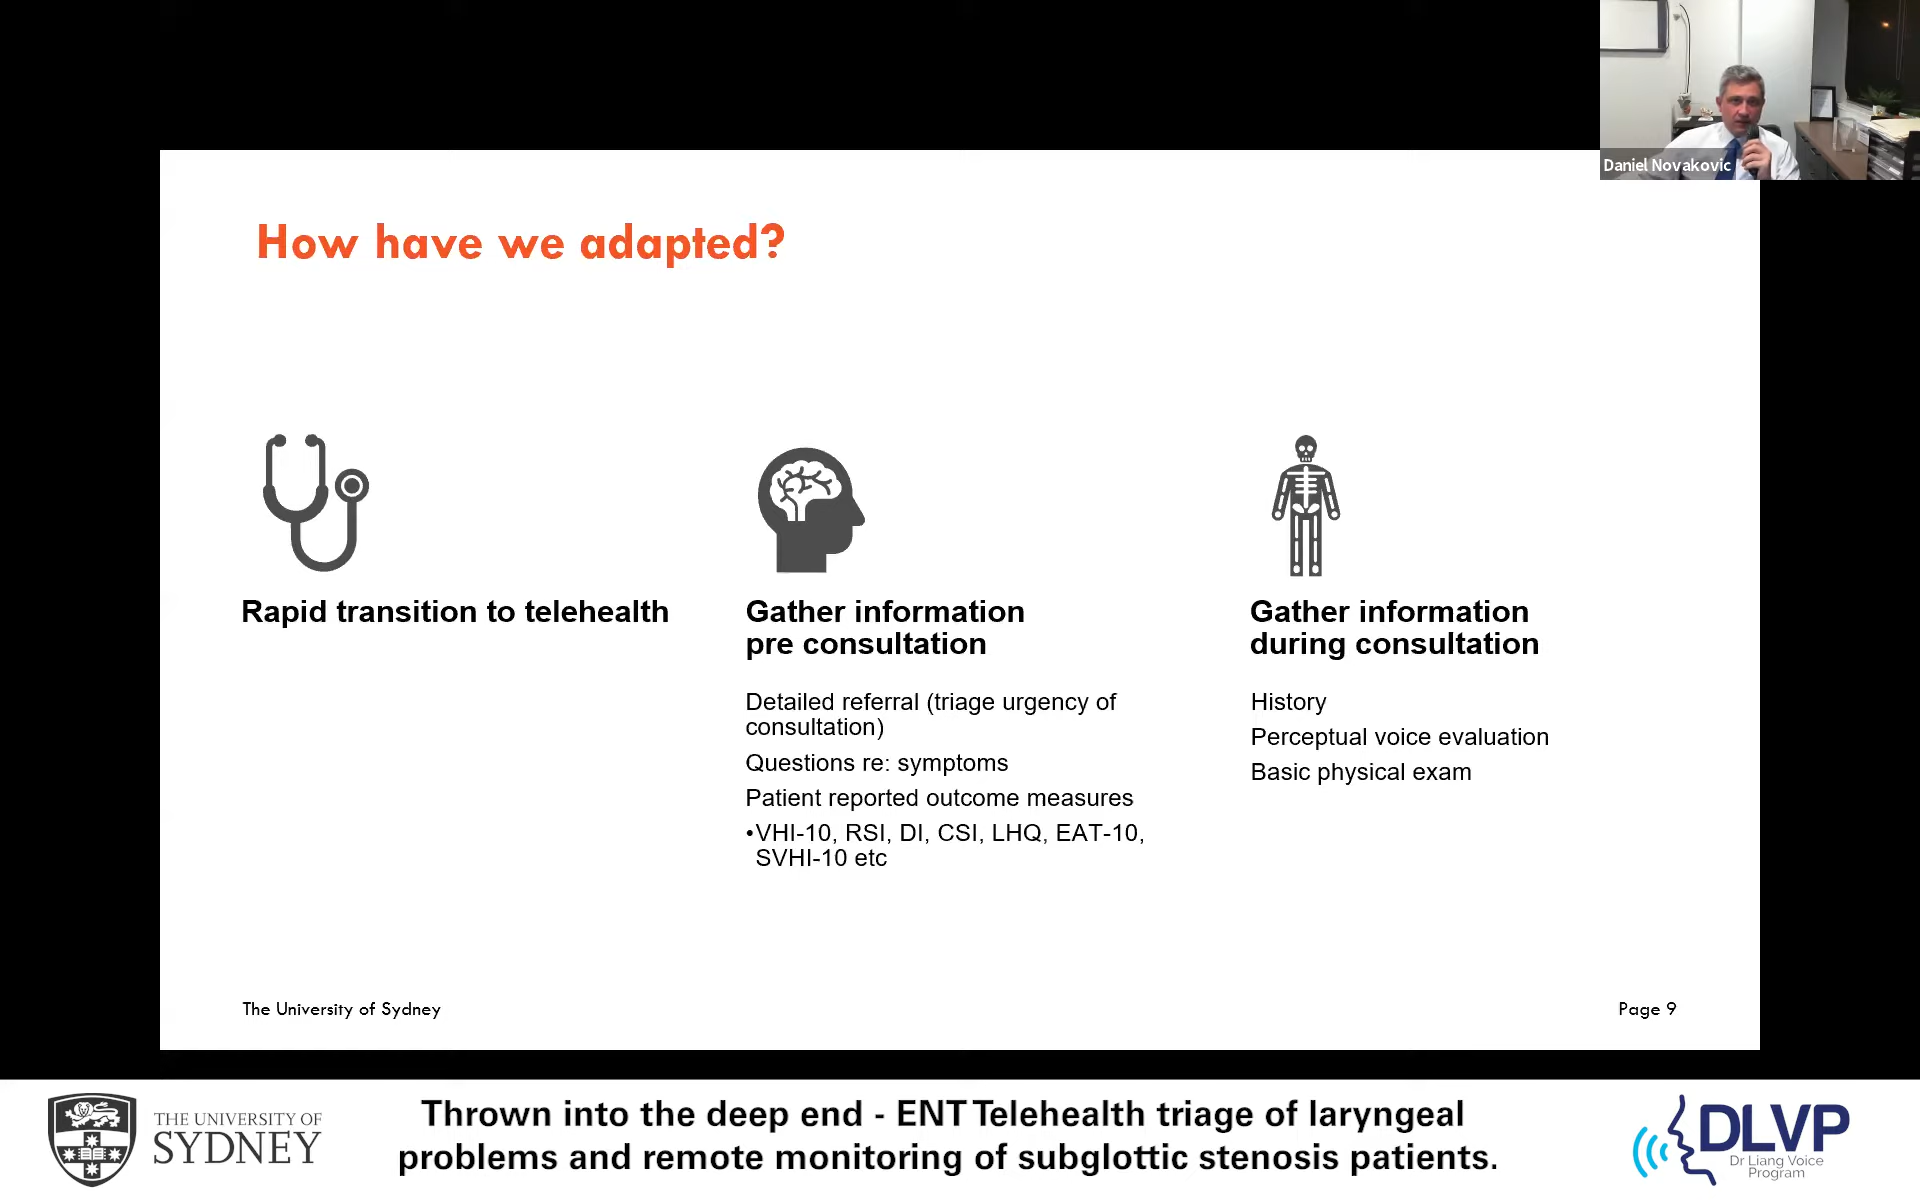 Daniel Novakovic
How have we adapted?
Rapid transition to telehealth
Gather information
pre consultation
Detailed referral (triage urgency of
consultation)
Questions re: symptoms
Patient reported outcome measures
•VHI-10, RSI, DI, CSI, LHQ, EAT-10,
SVHI-10 etc
Gather information
during consultation
History
Perceptual voice evaluation
Basic physical exam
The University of Sydney
Page 9
THE UNIVERSITY OF
SYDNEY
Thrown into the deep end - ENT Telehealth triage of laryngeal
problems and remote monitoring of subglottic stenosis patients.
DLVP
Dr Liang Voice
Program